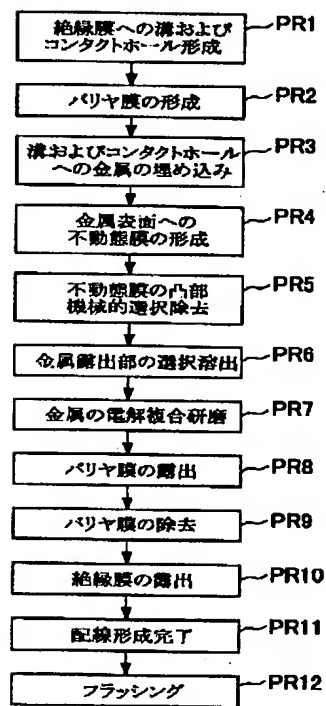 絶縁膜への溝および
コンタクトホール形成
PR1
バリヤ膜の形成
PR2
溝およびコンタクトホール
への金属の埋め込み
PR3
金属表面への
不動態膜の形成
PR4
不動態膜の凸部
機械的選択除去
PR5
金属露出部の選択溶出
PR6
金属の電解複合研磨
PR7
バリヤ膜の露出
PR8
バリヤ膜の除去
PR9
絶縁膜の露出
PR10
配線形成完了
PR11
フラッシング
PR12